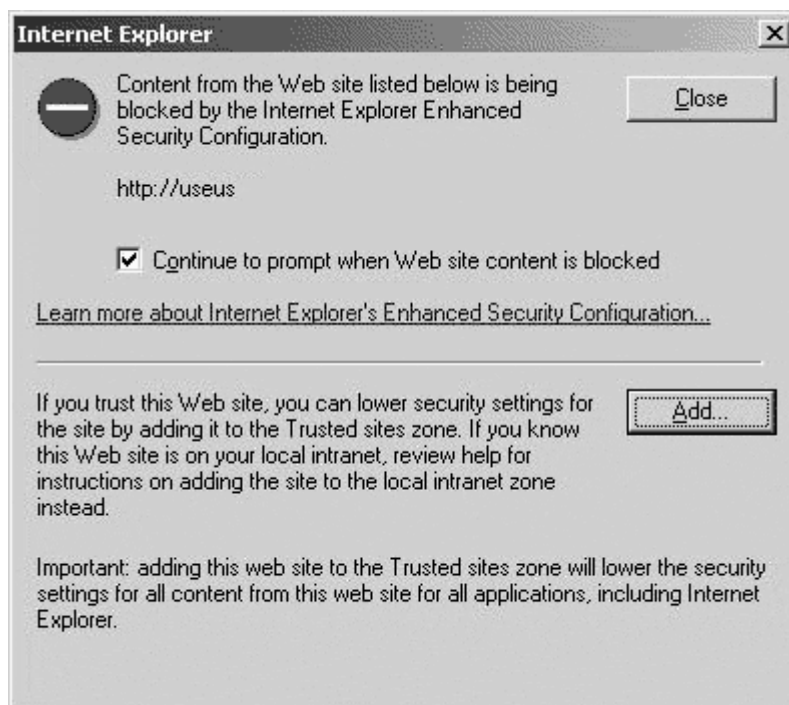 Internet Explorer
Content from the Web site listed below is being
blocked by the Internet Explorer Enhanced
Security Configuration.
Close
http://useus
Continue to prompt when Web site content is blocked
Learn more about Internet Explorer's Enhanced Security Configuration...
If you trust this Web site, you can lower security settings for
the site by adding it to the Trusted sites zone. If you know
this Web site is on your local intranet, review help for
instructions on adding the site to the local intranet zone
instead.
Add...
Important: adding this web site to the Trusted sites zone will lower the security
settings for all content from this web site for all applications, including Internet
Explorer.